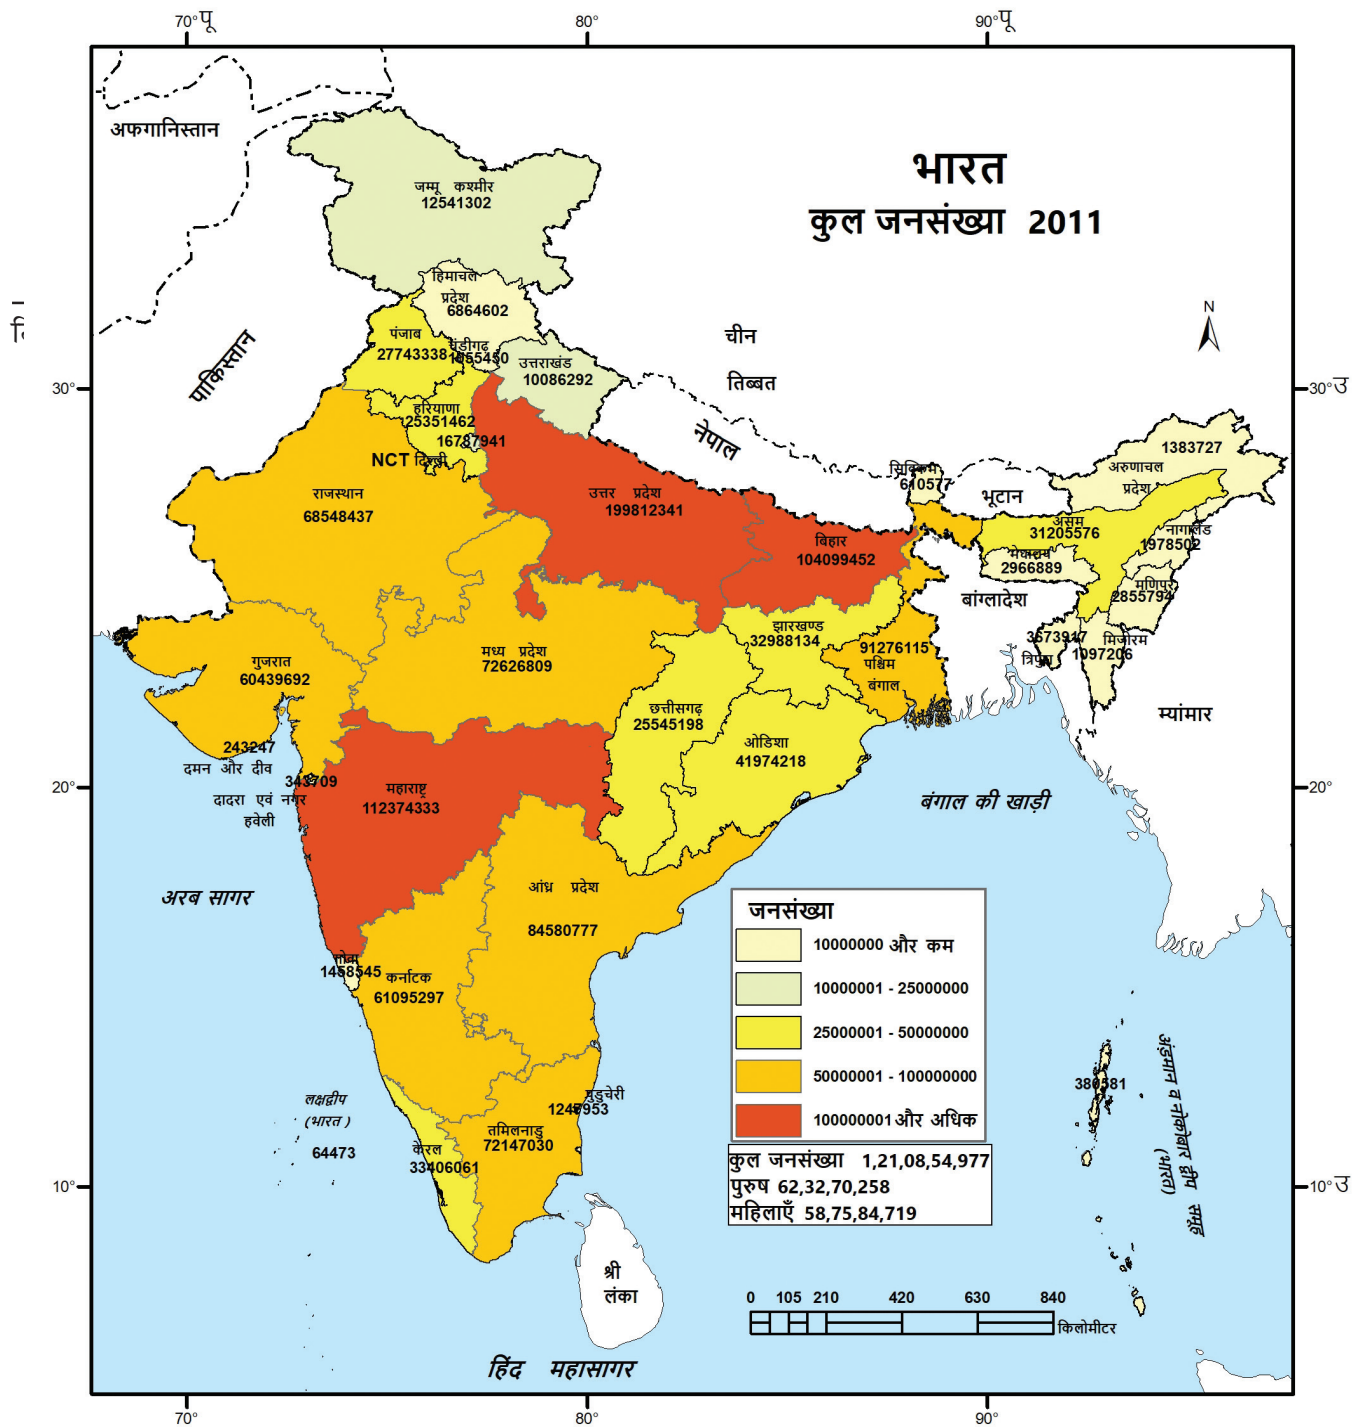 70° पू
80°
90° पू
अफगानिस्तान
भारत
कुल जनसंख्या 2011
जम्मू कश्मीर
12541302
हिमाचल
प्रदेश
6864602
N
पंजाब
27743338
चंडीगढ़
1055450
उत्तराखंड
10086292
चीन
तिब्बत
पाकिस्तान
30°
30° उ
हरियाणा
25351462
16787941
NCT दिल्ली
नेपाल
1383727
अरुणाचल
प्रदेश
सिक्किम
610577
भूटान
राजस्थान
68548437
उत्तर प्रदेश
199812341
बिहार
104099452
असम
31205576
नागालैंड
1978502
मेघालय
2966889
मणिपुर
2855794
बांग्लादेश
झारखण्ड
32988134
3673917
त्रिपुरा
मिजोरम
1097206
गुजरात
60439692
मध्य प्रदेश
72626809
91276115
पश्चिम
बंगाल
छत्तीसगढ़
25545198
म्यांमार
243247
दमन और दीव
ओडिशा
41974218
343709
दादरा एवं नगर
हवेली
20°
20°
महाराष्ट्र
112374333
बंगाल की खाड़ी
अरब सागर
आंध्र प्रदेश
84580777
जनसंख्या
10000000 और कम
10000001 - 25000000
25000001 - 50000000
50000001 - 100000000
100000001 और अधिक
गोवा
1458545
कर्नाटक
61095297
अंडमान व नीकोबार द्वीप समूह
(भारत)
380581
लक्षद्वीप
(भारत )
64473
पुडुचेरी
1247953
तमिलनाडु
72147030
केरल
33406061
कुल जनसंख्या 1,21,08,54,977
पुरुष 62,32,70,258
महिलाएँ 58,75,84,719
10°
10° उ
श्री
लंका
0 105 210 420 630 840
किलोमीटर
हिंद महासागर
70°
80°
90°